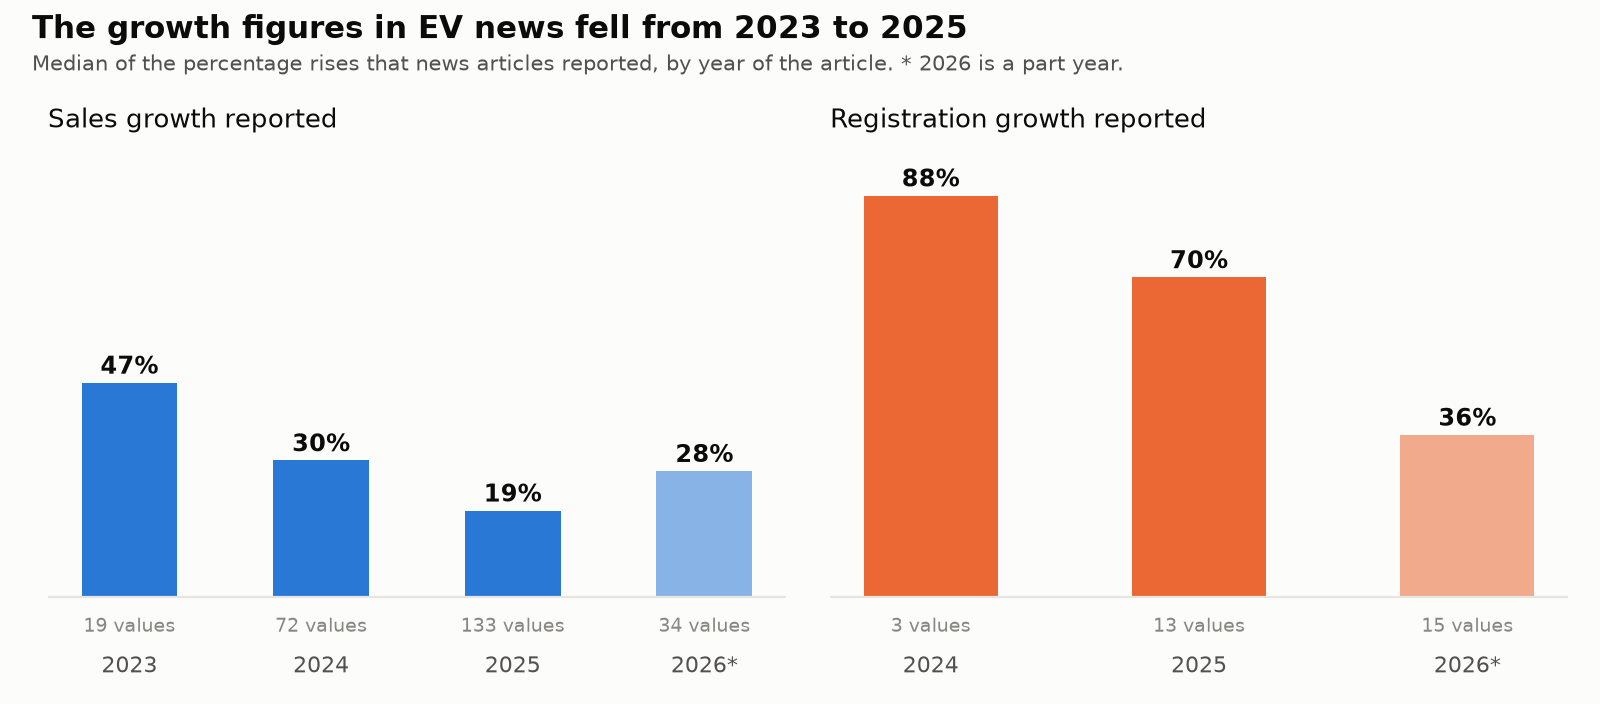 The growth figures in EV news fell from 2023 to 2025
Median of the percentage rises that news articles reported, by year of the article. * 2026 is a part year.
Sales growth reported
47%
30%
19%
28%
19 values
72 values
133 values
34 values
2023
2024
2025
2026*
Registration growth reported
88%
70%
36%
3 values
13 values
15 values
2024
2025
2026*